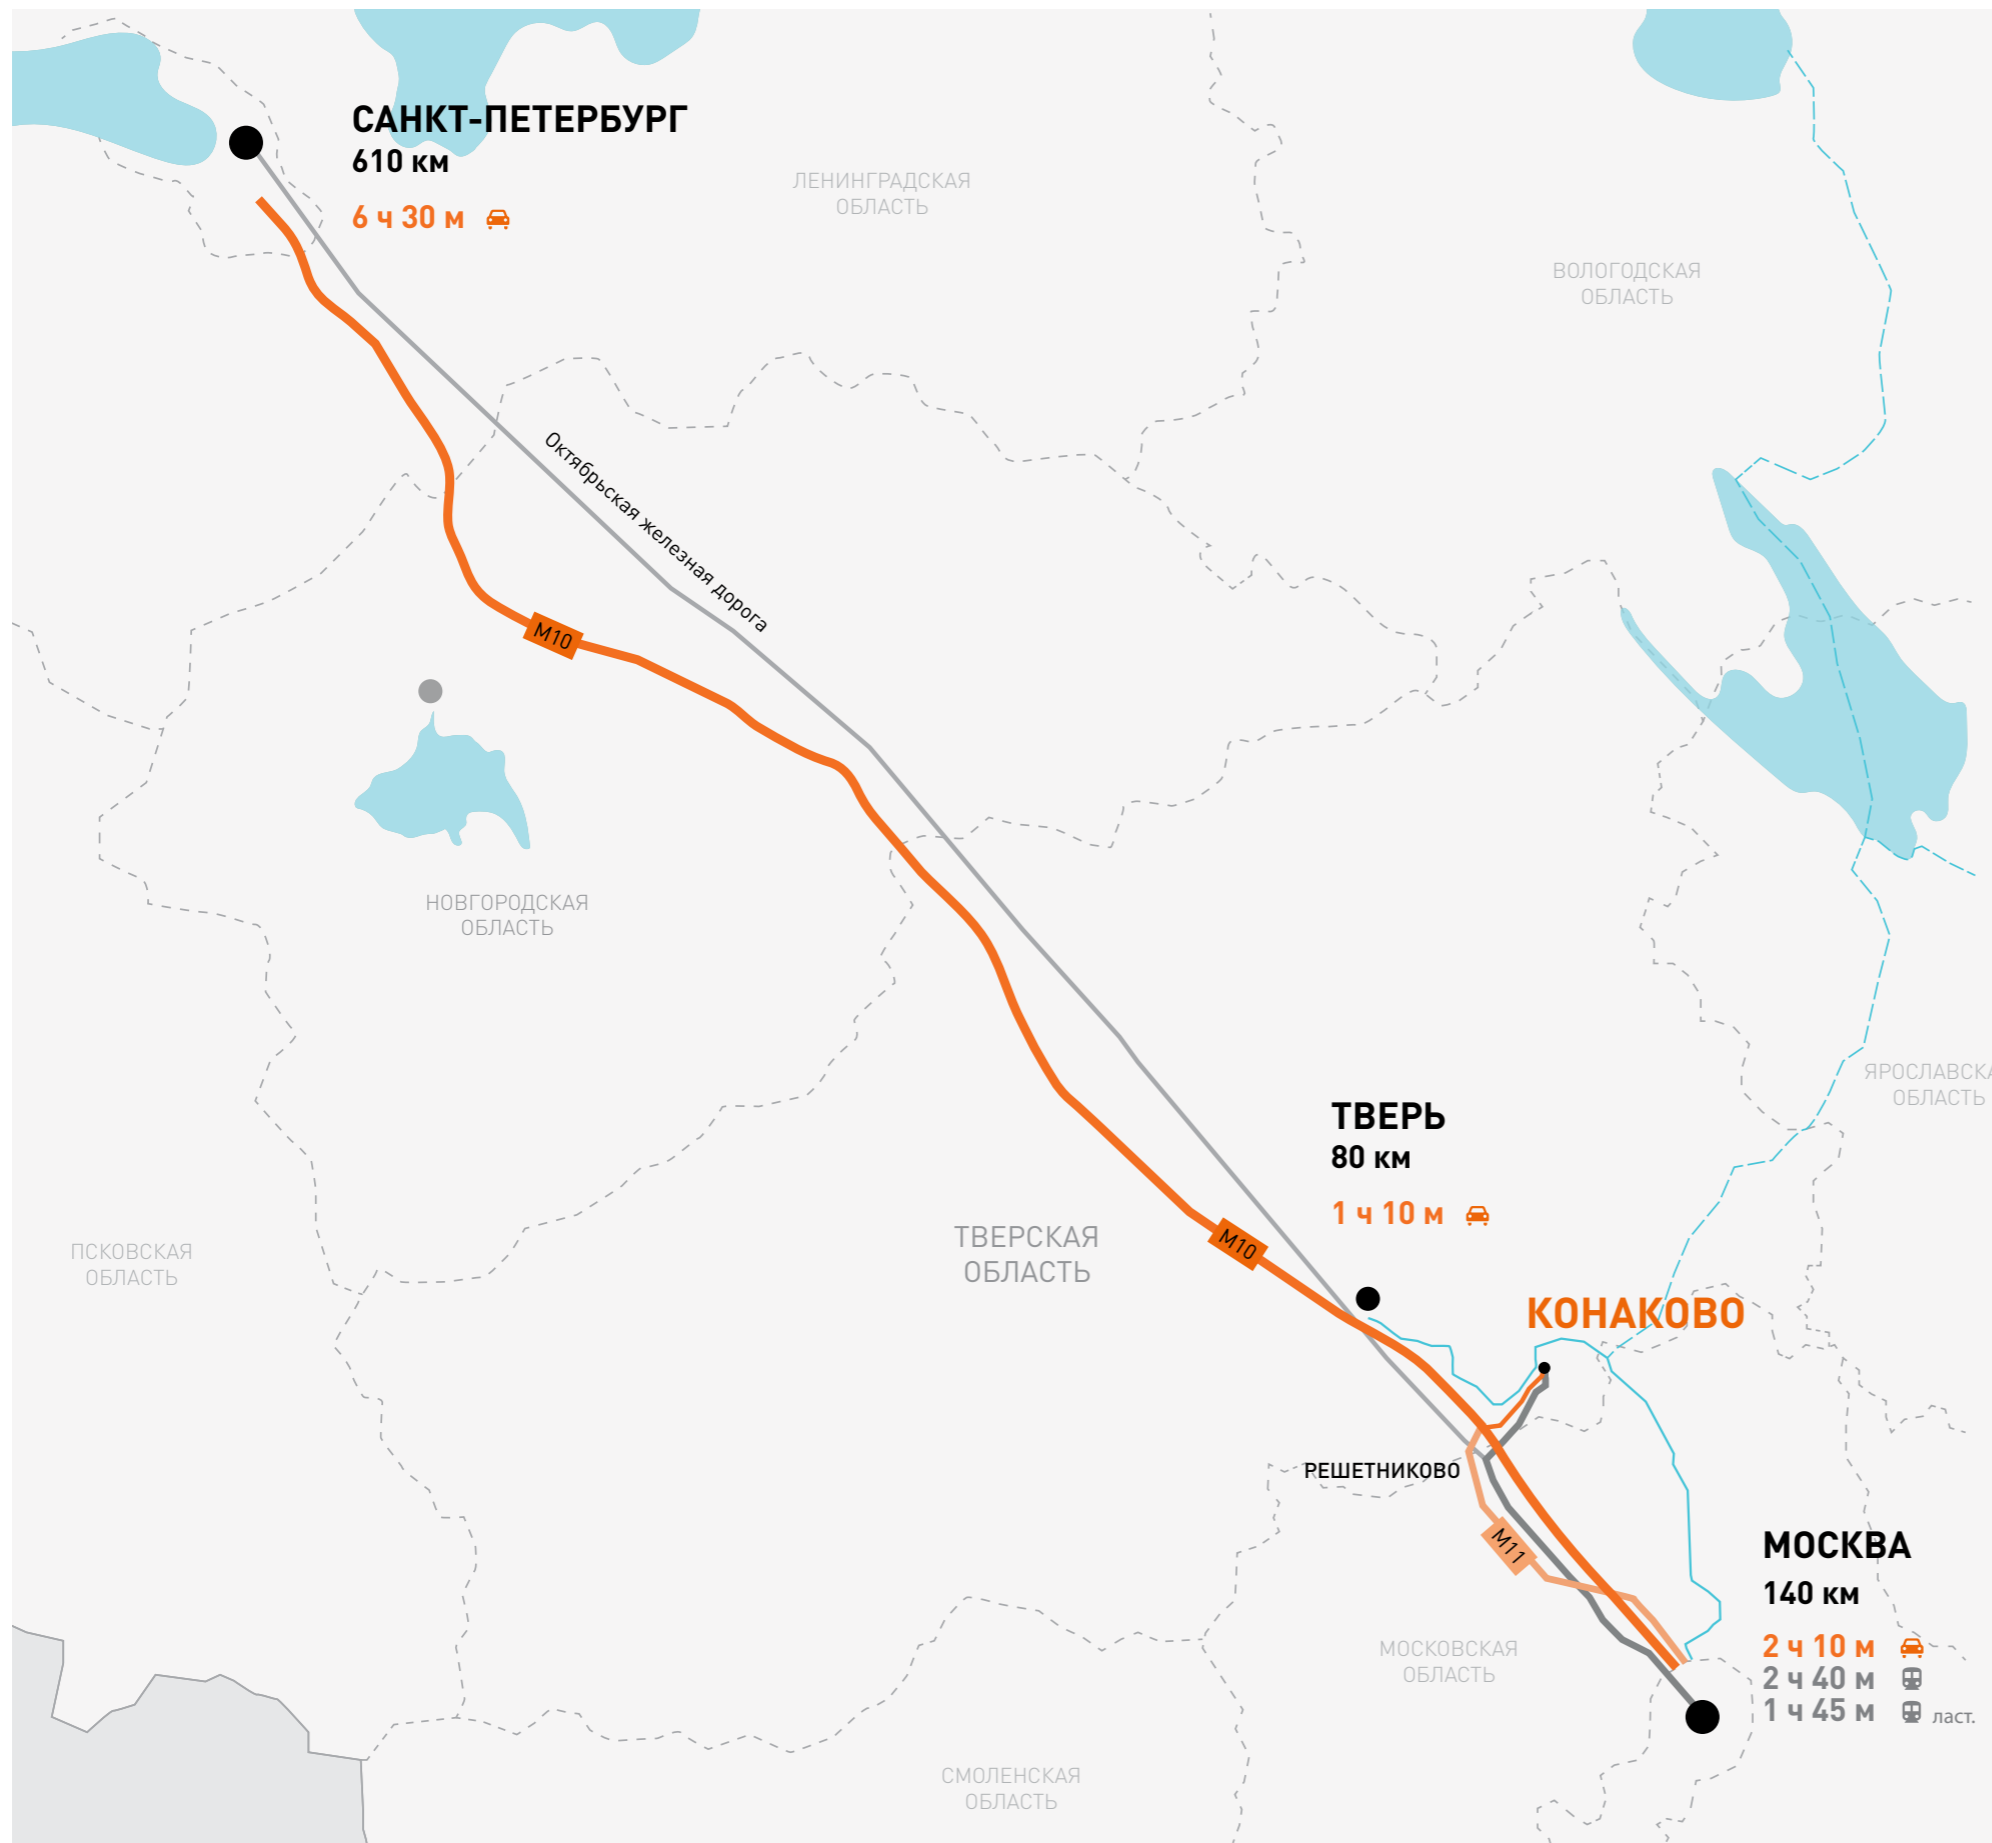 САНКТ-ПЕТЕРБУРГ
610 км
6 ч 30 м
ЛЕНИНГРАДСКАЯ
ОБЛАСТЬ
ВОЛОГОДСКАЯ
ОБЛАСТЬ
Октябрьская железная дорога
М10
НОВГОРОДСКАЯ
ОБЛАСТЬ
ЯРОСЛАВСКА
ОБЛАСТЬ
ТВЕРЬ
80 км
1 ч 10 м
ТВЕРСКАЯ
ОБЛАСТЬ
М10
ПСКОВСКАЯ
ОБЛАСТЬ
КОНАКОВО
РЕШЕТНИКОВО
М11
МОСКВА
140 км
2 ч 10 м
2 ч 40 м
1 ч 45 м ласт.
МОСКОВСКАЯ
ОБЛАСТЬ
СМОЛЕНСКАЯ
ОБЛАСТЬ